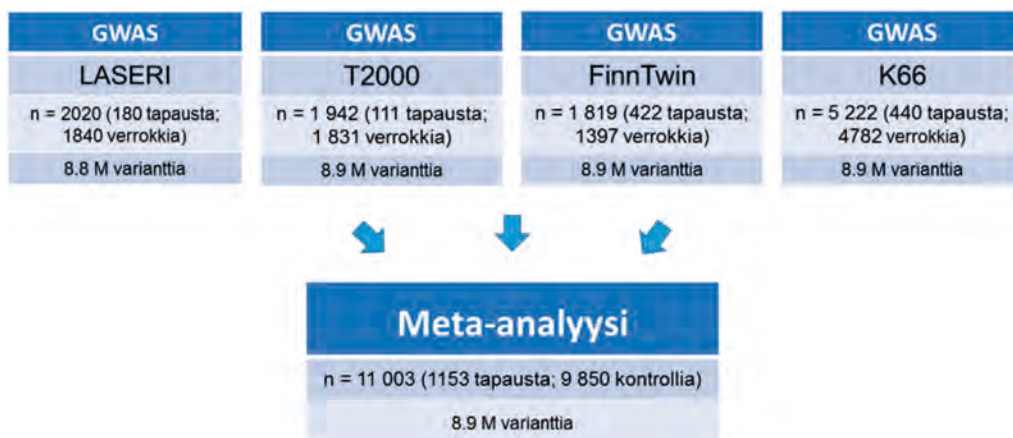 GWAS
LASERI
n = 2020 (180 tapausta;
1840 verrokkia)
8.8 M varianttia
GWAS
T2000
n = 1 942 (111 tapausta;
1 831 verrokkia)
8.9 M varianttia
GWAS
FinnTwin
n = 1 819 (422 tapausta;
1397 verrokkia)
8.9 M varianttia
GWAS
K66
n = 5 222 (440 tapausta;
4782 verrokkia)
8.9 M varianttia
Meta-analyysi
n = 11 003 (1153 tapausta; 9 850 kontrollia)
8.9 M varianttia